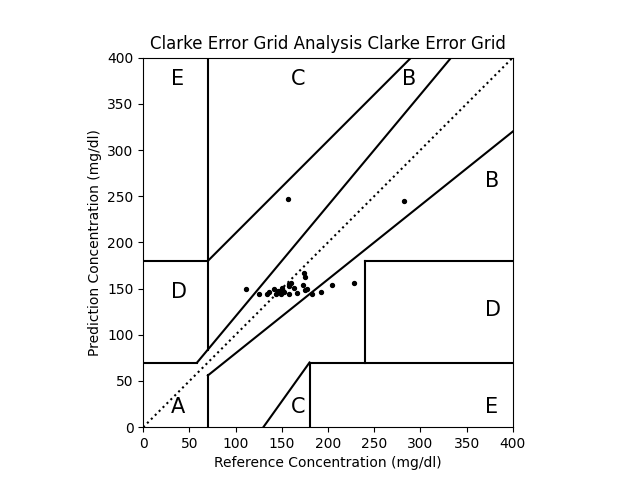 Clarke Error Grid Analysis Clarke Error Grid
400
350
300
250
200
150
100
50
0
Prediction Concentration (mg/dl)
E
C
B
B
D
D
A
C
E
0
50
100
150
200
250
300
350
400
Reference Concentration (mg/dl)